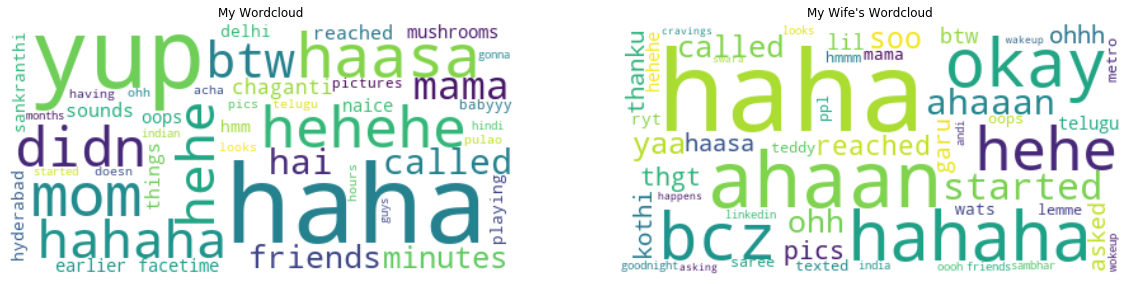 My Wordcloud
yup
btw
delhi
haasa
reached
mushrooms
gonna
sankranthi
having
ohh
acha
chaganti
pictures
mama
months
sounds
oops
pics
telugu
naice
babyyy
didn
indian
hehe
hmm
looks
hehehe
hindi
pulao
started
doesn
things
hai
called
hyderabad
mom
haha
hours
guys
playing
hahaha
earlier
facetime
friends
minutes
My Wife's Wordcloud
thanku
hehehe
cravings
called
looks
swara
lil
soo
btw
wakeup
ohhh
metro
haha
hmmm
mama
okay
ryt
ppl
ahaaan
yaa
haasa
teddy
reached
garu
andi
oops
telugu
hehe
thgt
happens
ahaan
started
kothi
linkedin
ohh
wats
lemme
asked
bcz
pics
hahaha
goodnight
asking
saree
texted
india
oooh
friends
sambhar
wokeup